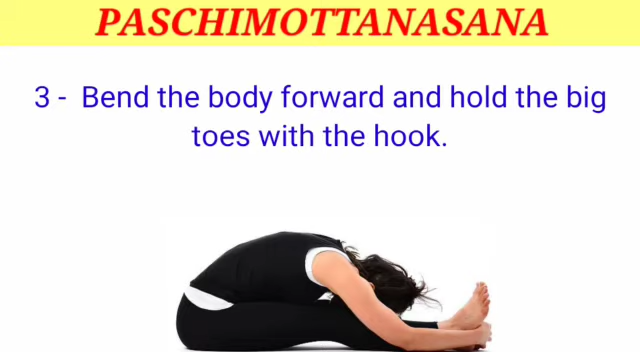 PASCHIMOTTANASANA
3 - Bend the body forward and hold the big
toes with the hook.